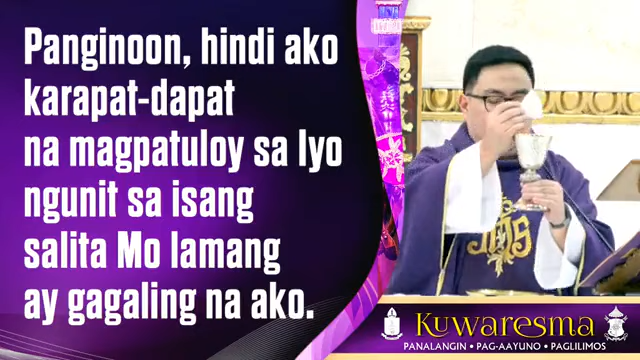 Panginoon, hindi ako
karapat-dapat
na magpatuloy sa Iyo
ngunit sa isang
salita Mo lamang
ay gagaling na ako.
Kuwaresma
PANALANGIN • PAG-AAYUNO • PAGLILIMOS